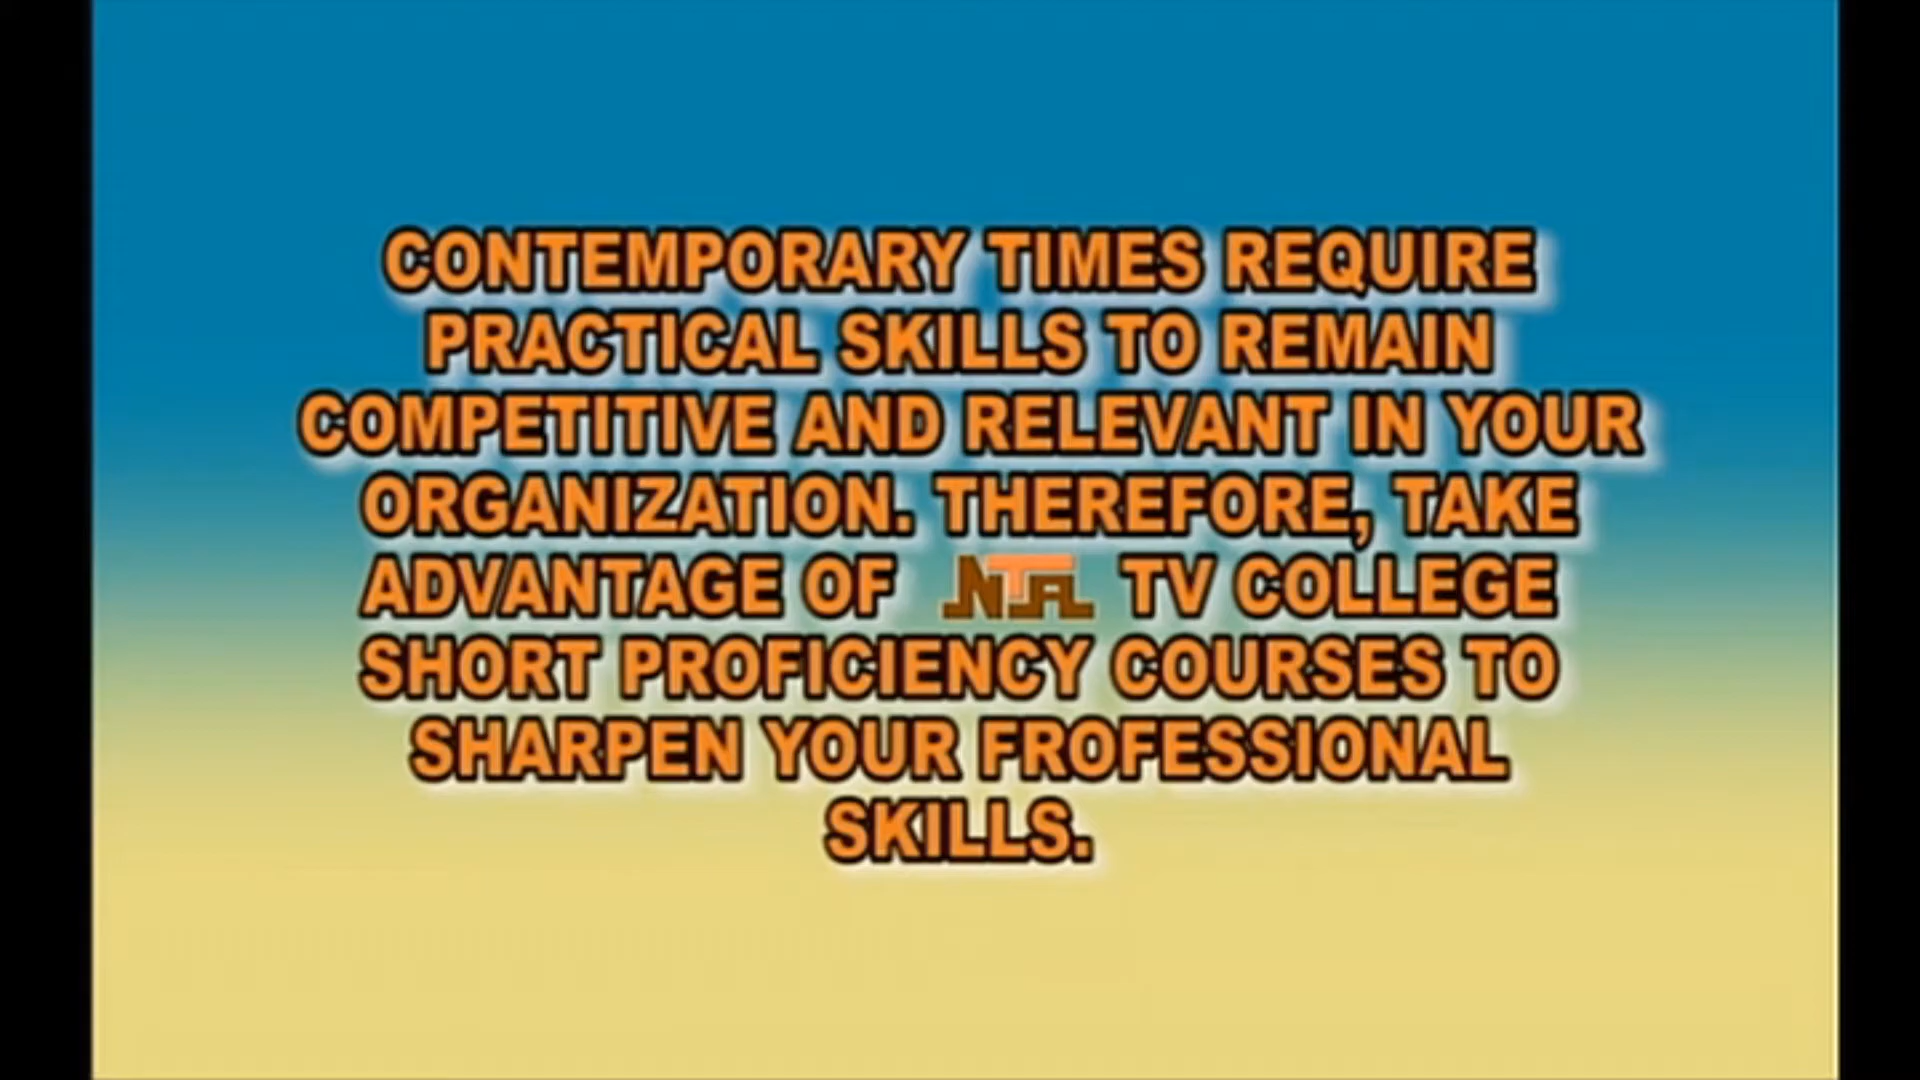 CONTEMPORARY TIMES REQUIRE
PRACTICAL SKILLS TO REMAIN
COMPETITIVE AND RELEVANT IN YOUR
ORGANIZATION. THEREFORE, TAKE
ADVANTAGE OF NTA TV COLLEGE
SHORT PROFICIENCY COURSES TO
SHARPEN YOUR FROFESSIONAL
SKILLS.